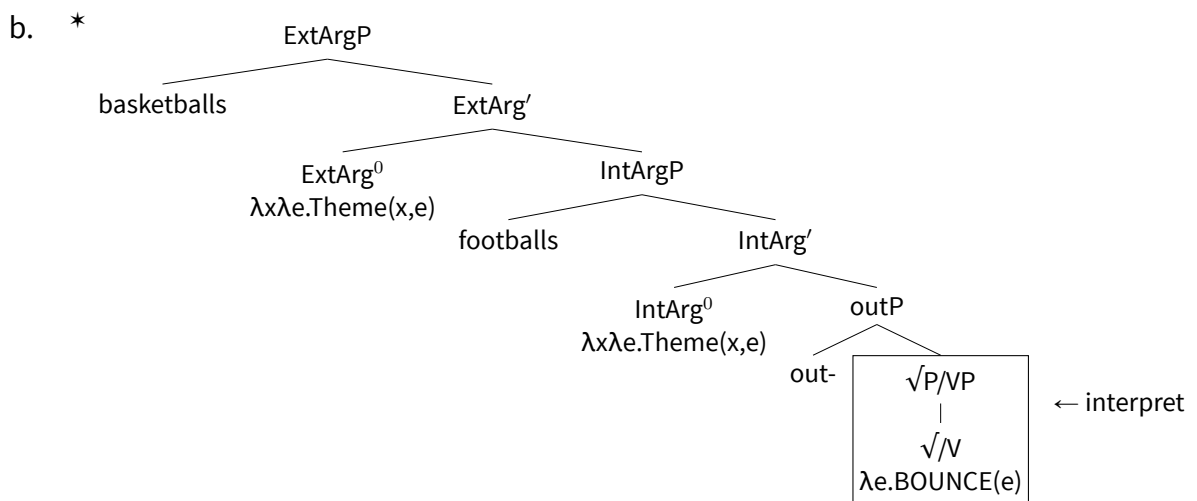 b. * ExtArgP
basketballs ExtArg′
ExtArg⁰ IntArgP
λxλe.Theme(x,e)
footballs IntArg′
IntArg⁰ outP
λxλe.Theme(x,e)
out- √P/VP
← interpret
√/V
λe.BOUNCE(e)